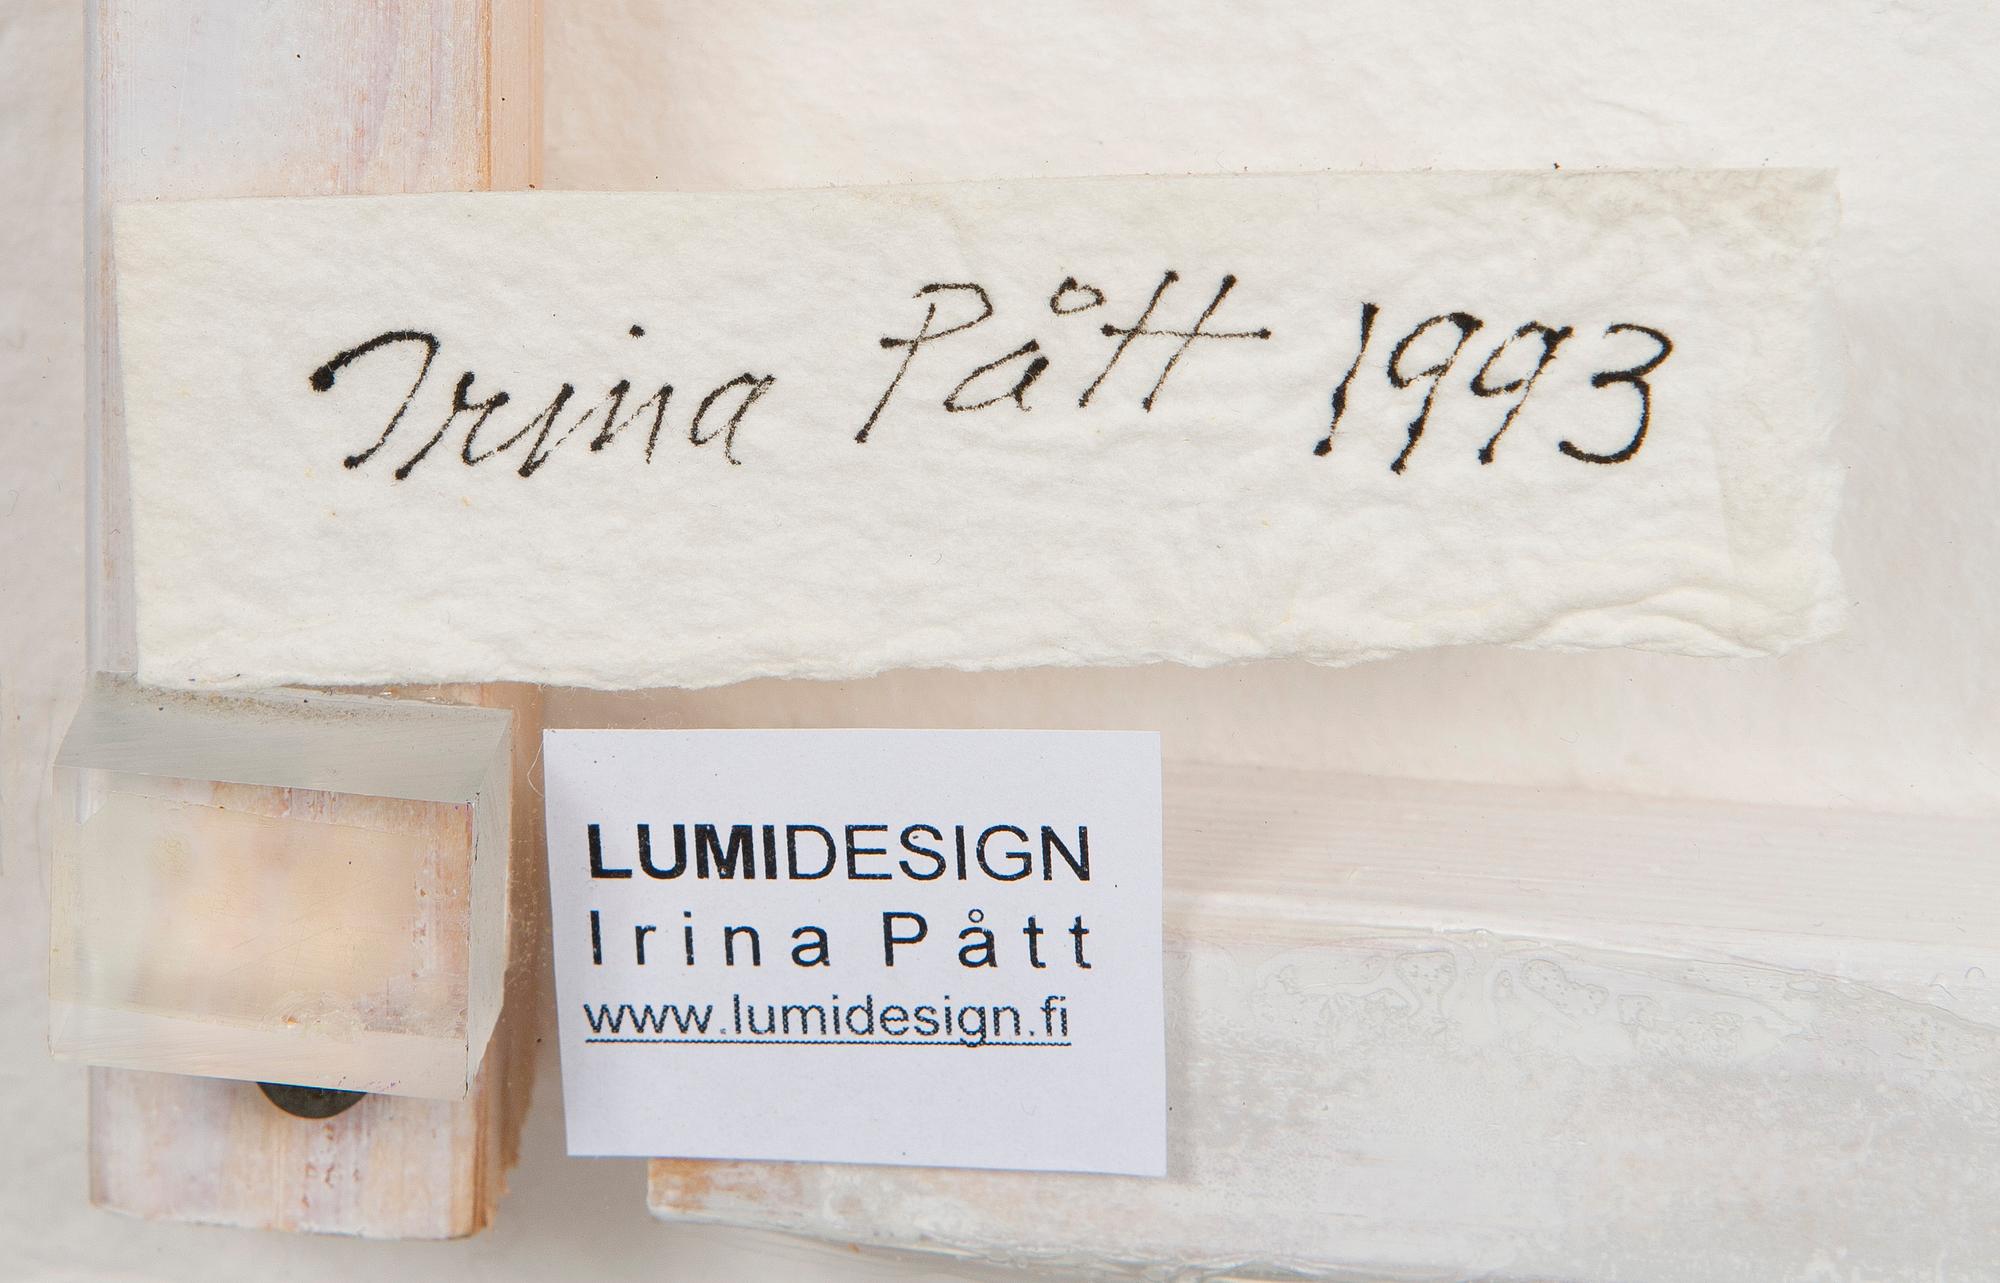 Irina Pått 1993
LUMIDESIGN
Irina Pått
www.lumidesign.fi